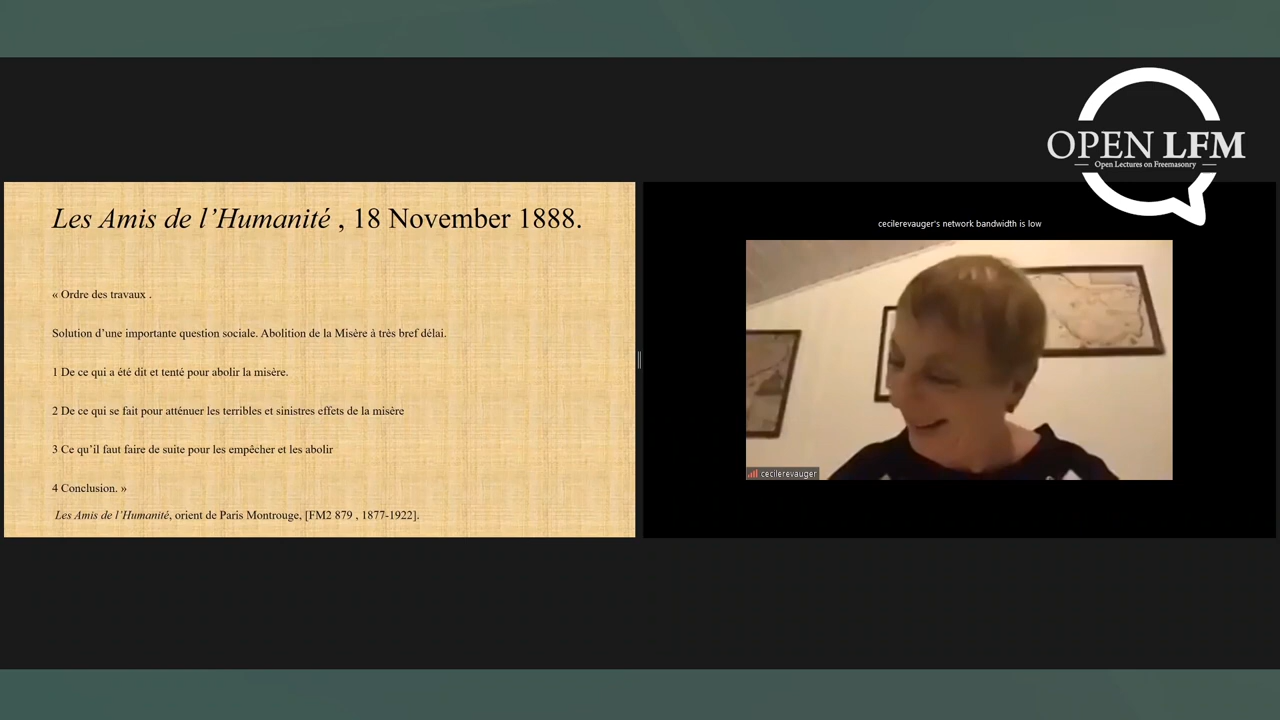 OPEN LFM
Open Lectures on Freemasonry
Les Amis de l’Humanité , 18 November 1888.
« Ordre des travaux .
Solution d’une importante question sociale. Abolition de la Misère à très bref délai.
1 De ce qui a été dit et tenté pour abolir la misère.
2 De ce qui se fait pour atténuer les terribles et sinistres effets de la misère
3 Ce qu’il faut faire de suite pour les empêcher et les abolir
4 Conclusion. »
Les Amis de l’Humanité, orient de Paris Montrouge, [FM2 879 , 1877-1922].
cecilerevauger's network bandwidth is low
cecilerevauger